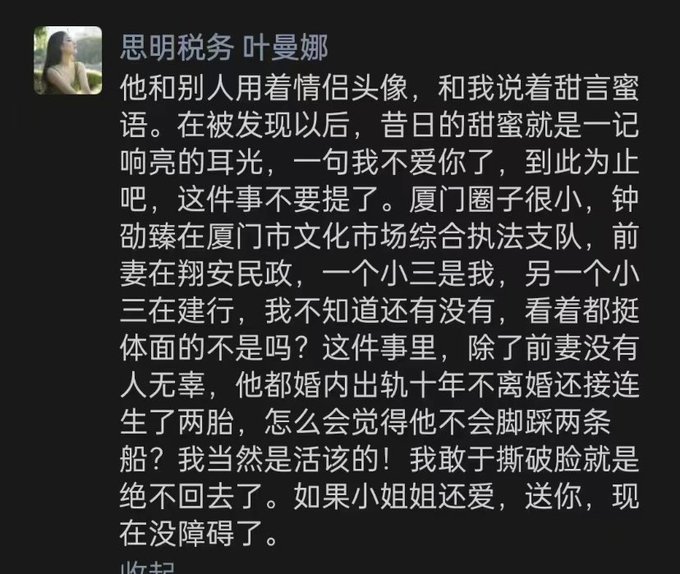 思明税务 叶曼娜
他和别人用着情侣头像，和我说着甜言蜜
语。在被发现以后，昔日的甜蜜就是一记
响亮的耳光，一句我不爱你了，到此为止
吧，这件事不要提了。厦门圈子很小，钟
劭臻在厦门市文化市场综合执法支队，前
妻在翔安民政，一个小三是我，另一个小
三在建行，我不知道还有没有，看着都挺
体面的不是吗？这件事里，除了前妻没有
人无辜，他都婚内出轨十年不离婚还接连
生了两胎，怎么会觉得他不会脚踩两条
船？我当然是活该的！我敢于撕破脸就是
绝不回去了。如果小姐姐还爱，送你，现
在没障碍了。
收起